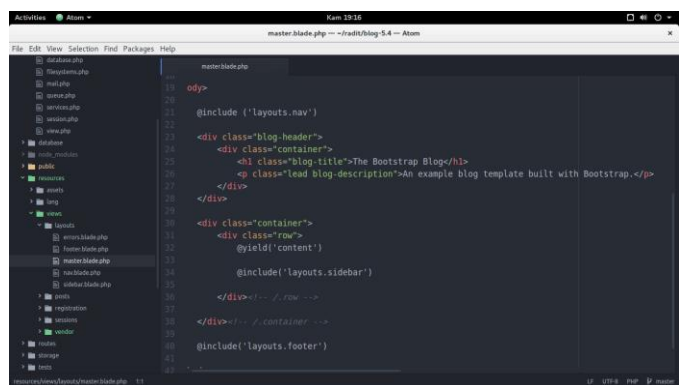 Activities Atom Kam 19:16
master.blade.php — ~/radit/blog-5.4 — Atom
File Edit View Selection Find Packages Help
database.php
filesystems.php
mail.php
queue.php
services.php
session.php
view.php
database
node_modules
public
resources
assets
lang
views
layouts
errors.blade.php
footer.blade.php
master.blade.php
nav.blade.php
sidebar.blade.php
posts
registration
sessions
vendor
routes
storage
tests
master.blade.php
19 ody>
20
21 @include ('layouts.nav')
22
23 <div class="blog-header">
24 <div class="container">
25 <h1 class="blog-title">The Bootstrap Blog</h1>
26 <p class="lead blog-description">An example blog template built with Bootstrap.</p>
27 </div>
28 </div>
29
30 <div class="container">
31 <div class="row">
32 @yield('content')
33
34 @include('layouts.sidebar')
35
36 </div><!-- /.row -->
37
38 </div><!-- /.container -->
39
40 @include('layouts.footer')
41
42
resources/views/layouts/master.blade.php 1:1 LF UTF-8 PHP master